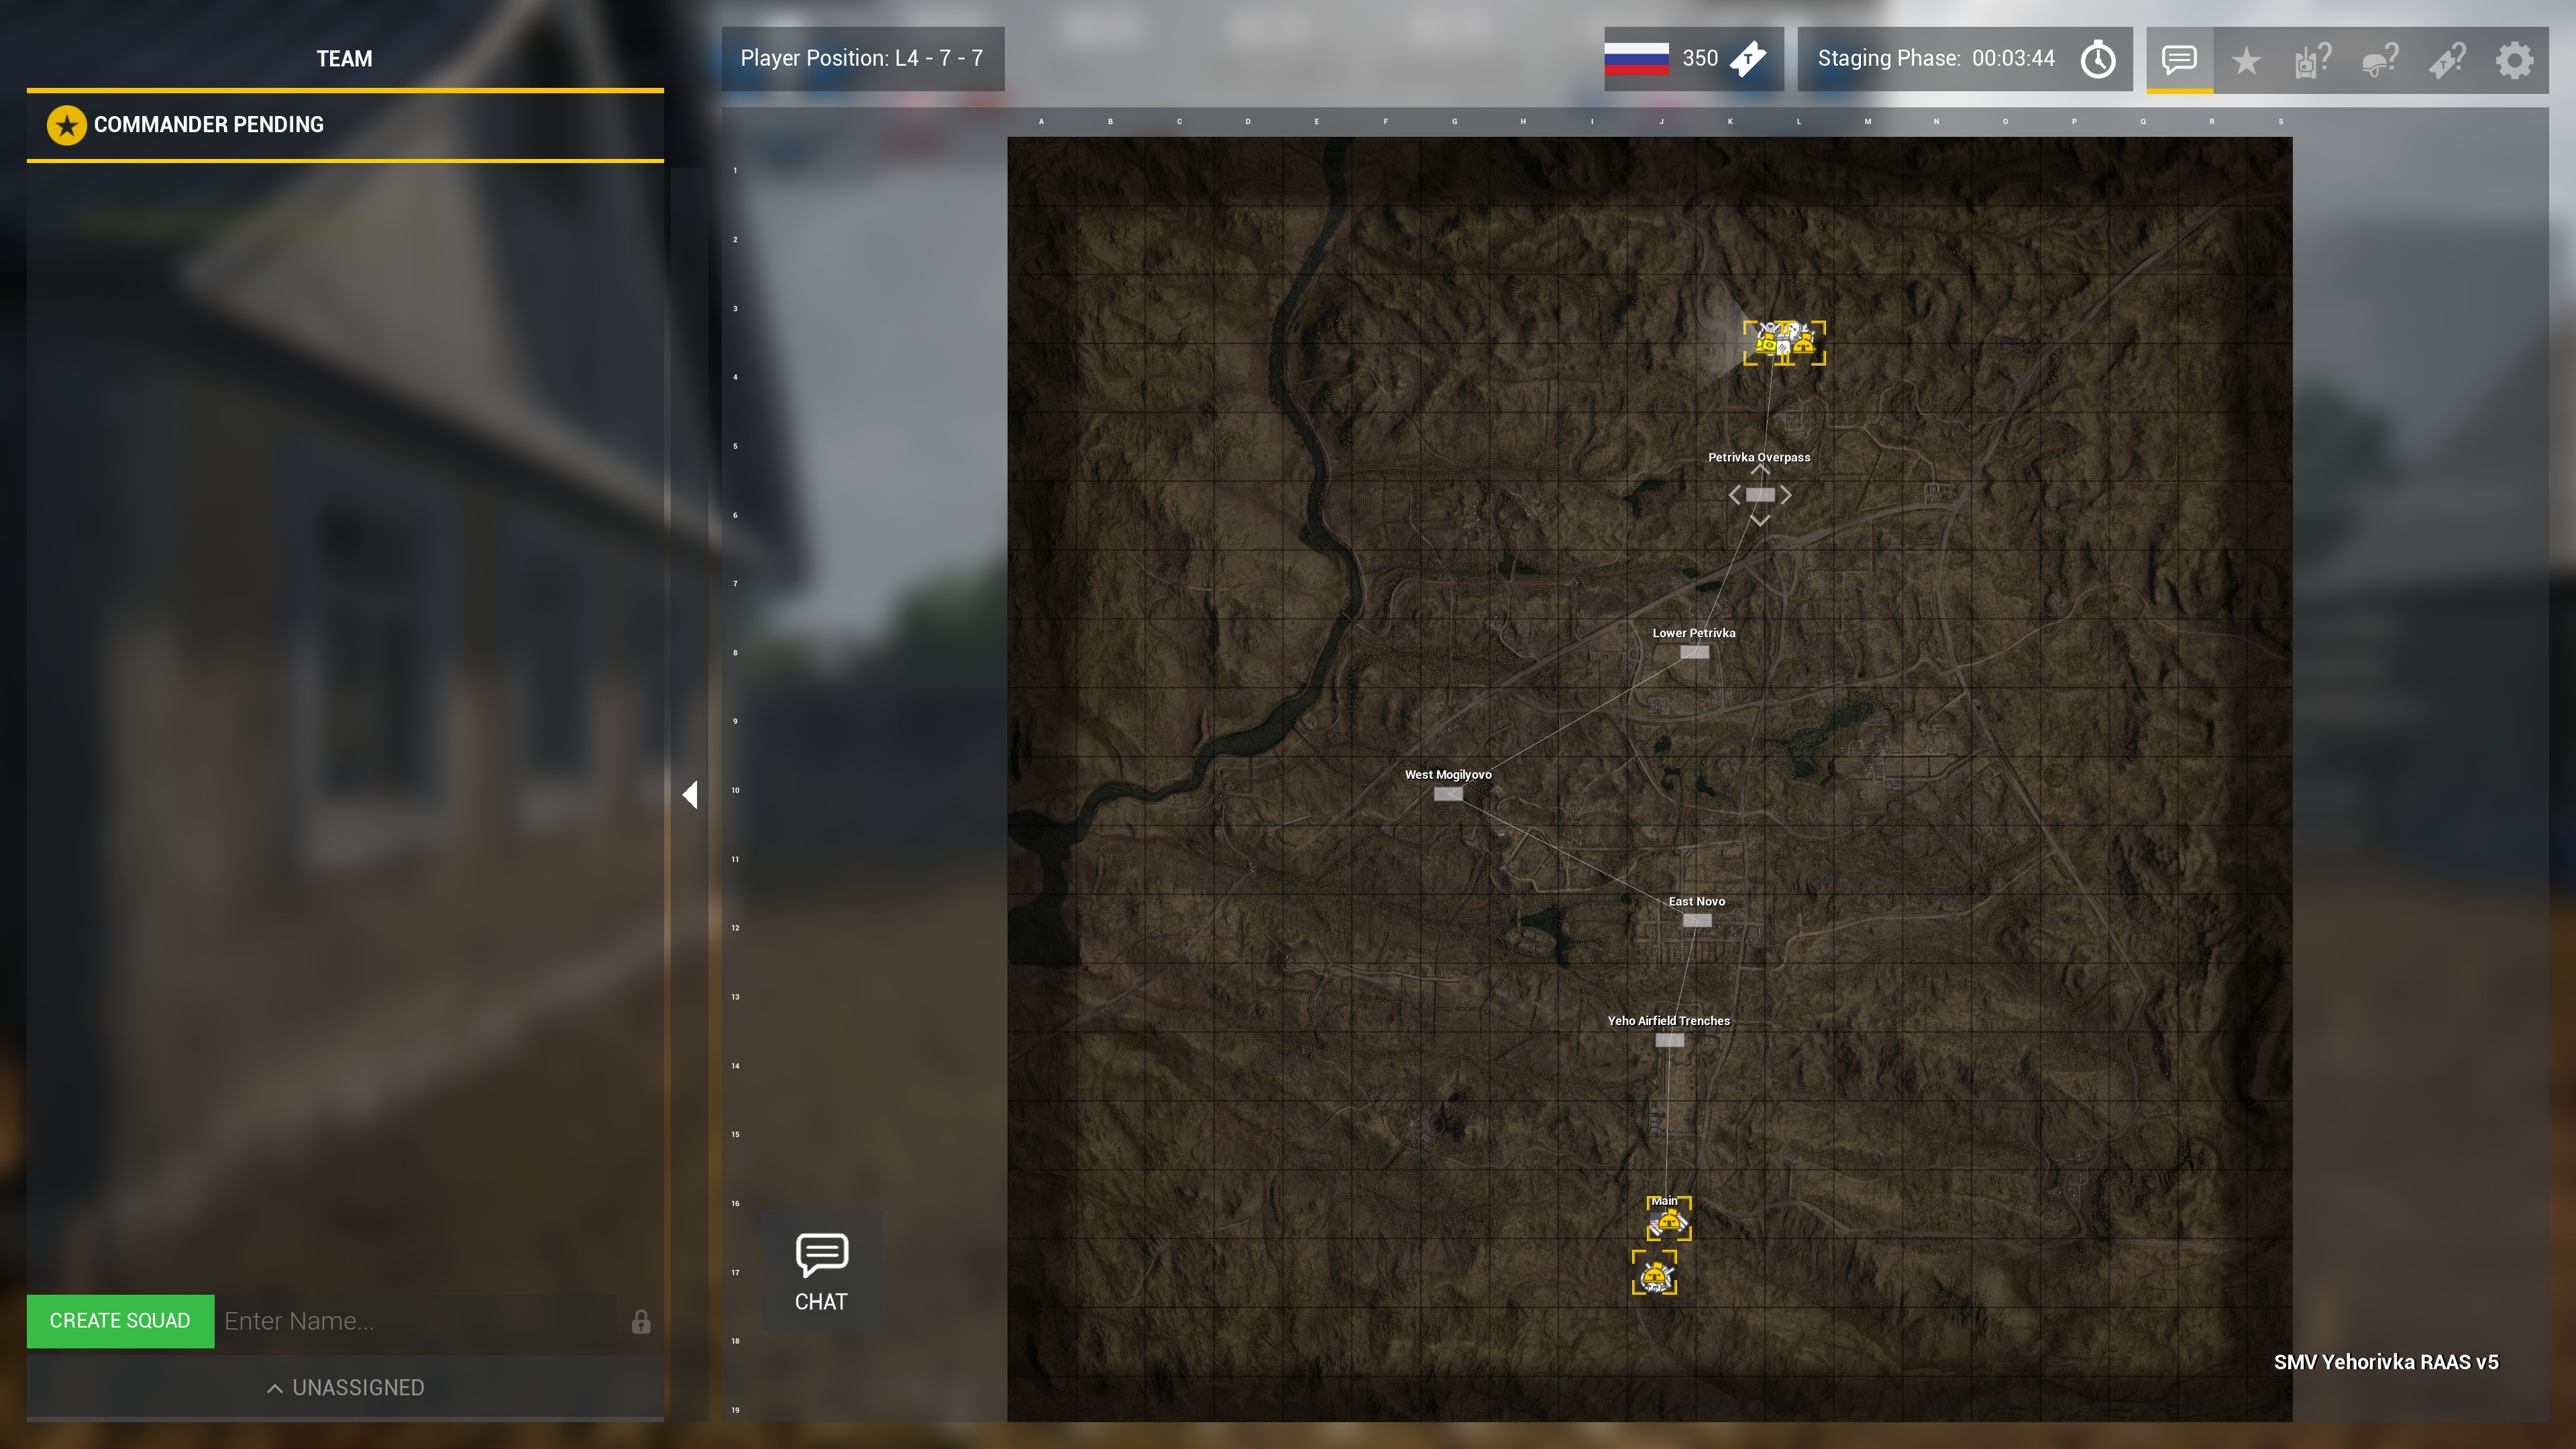 TEAM
COMMANDER PENDING
Player Position: L4 - 7 - 7
350
T
Staging Phase: 00:03:44
?
?
T?
A B C D E F G H I J K L M N O P Q R S
1
2
3
4
5
6
7
8
9
10
11
12
13
14
15
16
17
18
19
Petrivka Overpass
Lower Petrivka
West Mogilyovo
East Novo
Yeho Airfield Trenches
Main
CHAT
CREATE SQUAD
Enter Name...
UNASSIGNED
SMV Yehorivka RAAS v5